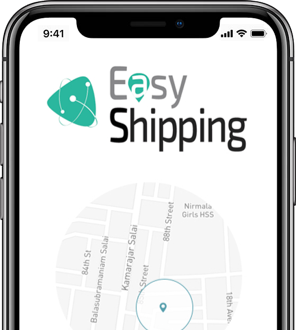 9:41
Easy
Shipping
Nirmala
Girls HSS
88th Street
84th St
Balasubramaniam Salai
Kamarajar Salai
Street
18th Ave